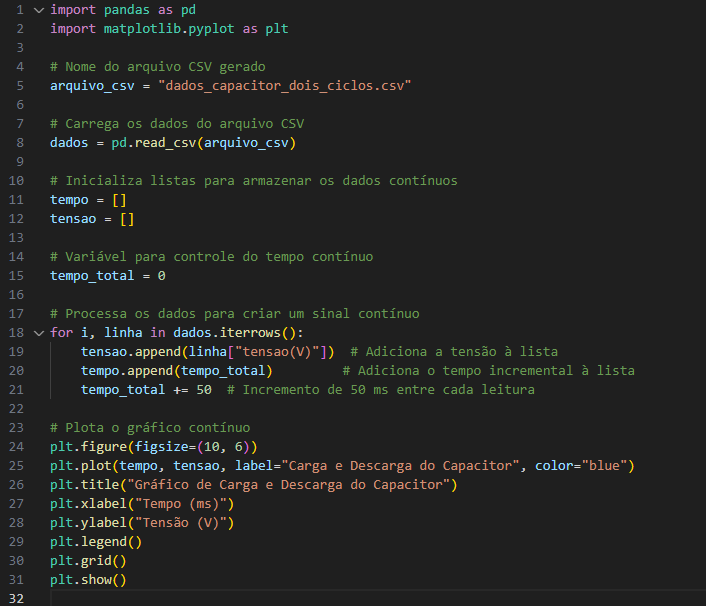 1 import pandas as pd
2 import matplotlib.pyplot as plt
3
4 # Nome do arquivo CSV gerado
5 arquivo_csv = "dados_capacitor_dois_ciclos.csv"
6
7 # Carrega os dados do arquivo CSV
8 dados = pd.read_csv(arquivo_csv)
9
10 # Inicializa listas para armazenar os dados contínuos
11 tempo = []
12 tensao = []
13
14 # Variável para controle do tempo contínuo
15 tempo_total = 0
16
17 # Processa os dados para criar um sinal contínuo
18 for i, linha in dados.iterrows():
19     tensao.append(linha["tensao(V)"])  # Adiciona a tensão à lista
20     tempo.append(tempo_total)         # Adiciona o tempo incremental à lista
21     tempo_total += 50  # Incremento de 50 ms entre cada leitura
22
23 # Plota o gráfico contínuo
24 plt.figure(figsize=(10, 6))
25 plt.plot(tempo, tensao, label="Carga e Descarga do Capacitor", color="blue")
26 plt.title("Gráfico de Carga e Descarga do Capacitor")
27 plt.xlabel("Tempo (ms)")
28 plt.ylabel("Tensão (V)")
29 plt.legend()
30 plt.grid()
31 plt.show()
32